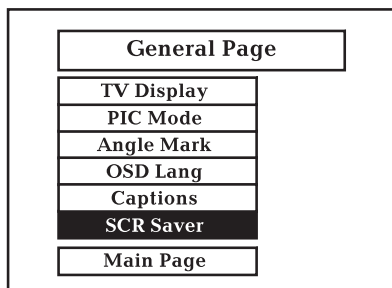 General Page
TV Display
PIC Mode
Angle Mark
OSD Lang
Captions
SCR Saver
Main Page